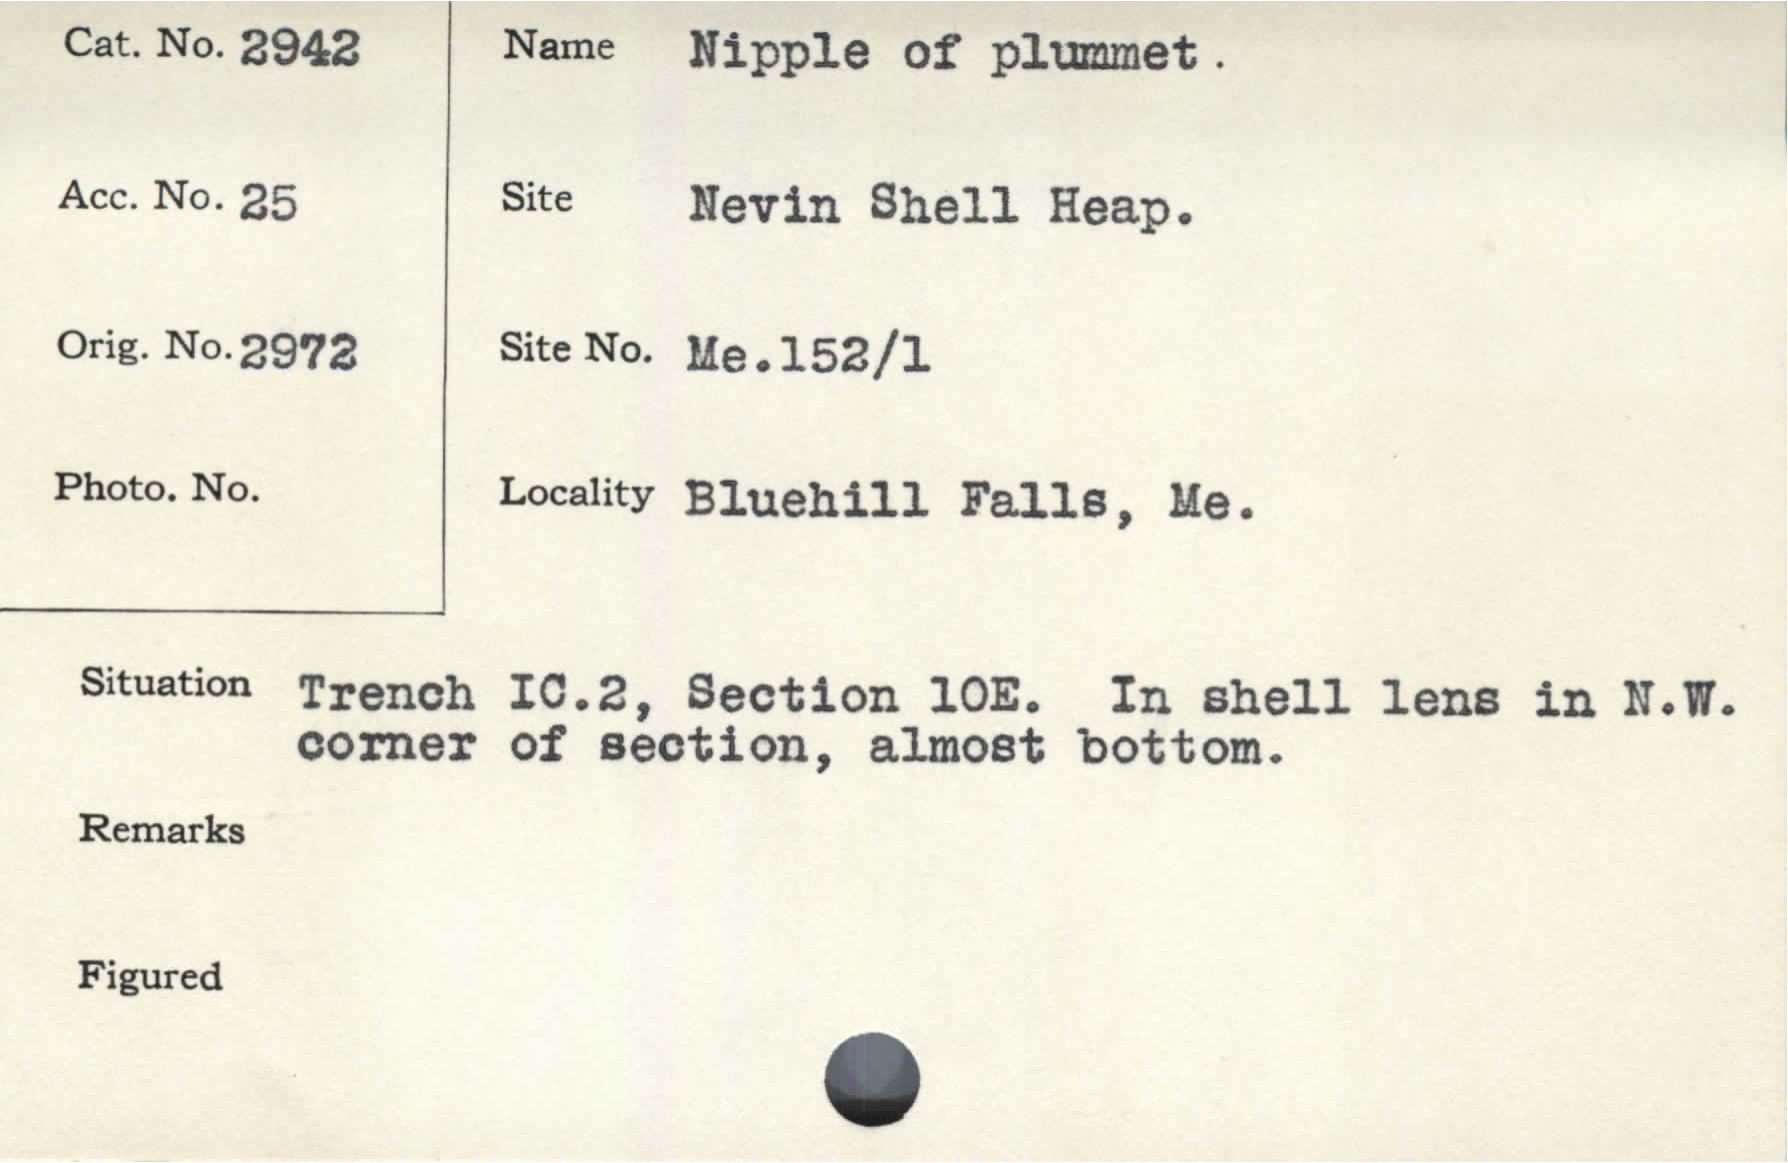 Cat. No. 2942
Name Nipple of plummet.
Acc. No. 25
Site Nevin Shell Heap.
Orig. No. 2972
Site No. Me.152/1
Photo. No.
Locality Bluehill Falls, Me.
Situation Trench IC.2, Section 10E. In shell lens in N.W.
corner of section, almost bottom.
Remarks
Figured